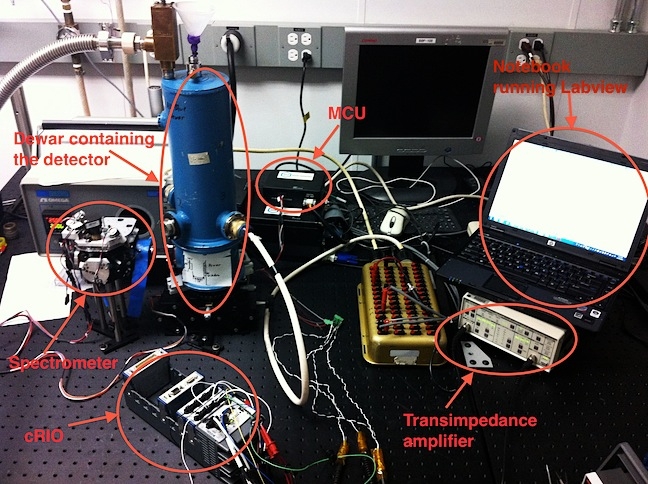 Notebook
running Labview
MCU
Dewar containing
the detector
OMEGA
Spectrometer
cRIO
Transimpedance
amplifier